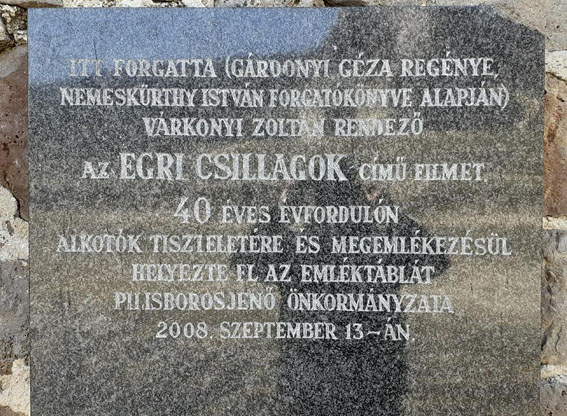 ITT FORGATTA (GÁRDONYI GÉZA REGÉNYE,
NEMESKÜRTHY ISTVÁN FORGATÓKÖNYVE ALAPJÁN)
VÁRKONYI ZOLTÁN RENDEZŐ
AZ EGRI CSILLAGOK CÍMŰ FILMET.
40 ÉVES ÉVFORDULÓN
ALKOTÓK TISZTELETÉRE ÉS MEGEMLÉKEZÉSÜL
HELYEZTE EL AZ EMLÉKTÁBLÁT
PILISBOROSJENŐ ÖNKORMÁNYZATA
2008. SZEPTEMBER 13-ÁN.